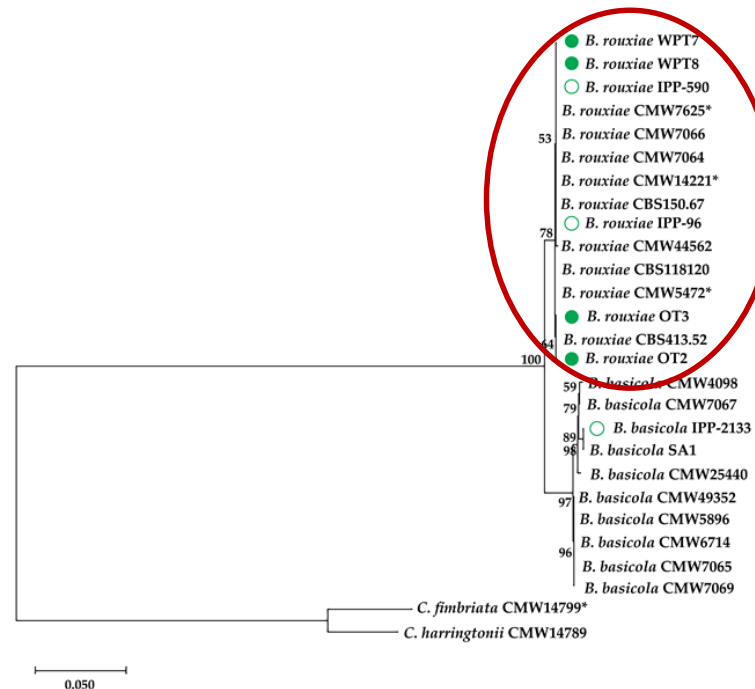 B. rouxiae WPT7
B. rouxiae WPT8
B. rouxiae IPP-590
B. rouxiae CMW7625*
B. rouxiae CMW7066
53
B. rouxiae CMW7064
B. rouxiae CMW14221*
B. rouxiae CBS150.67
B. rouxiae IPP-96
78
B. rouxiae CMW44562
B. rouxiae CBS118120
B. rouxiae CMW5472*
B. rouxiae OT3
B. rouxiae CBS413.52
64
B. rouxiae OT2
100
B. basicola CMW4098
59
B. basicola CMW7067
79
B. basicola IPP-2133
89
B. basicola SA1
98
B. basicola CMW25440
B. basicola CMW49352
97
B. basicola CMW5896
B. basicola CMW6714
96
B. basicola CMW7065
B. basicola CMW7069
C. fimbriata CMW14799*
C. harringtonii CMW14789
0.050